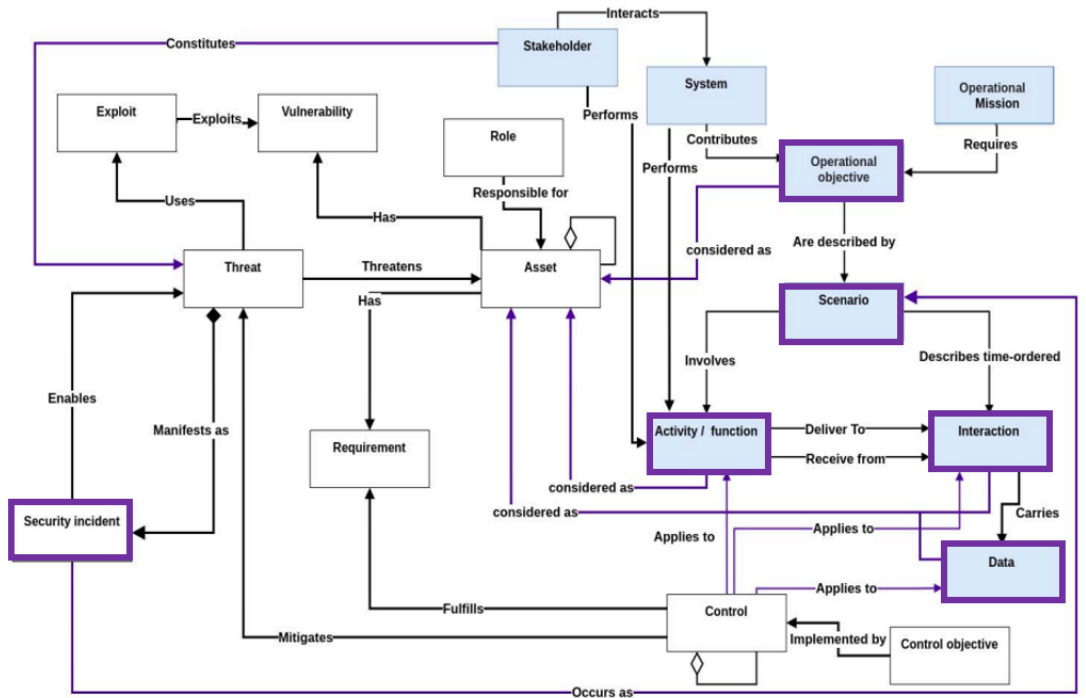 Interacts
Constitutes
Stakeholder
System
Operational
Mission
Exploit
Exploits
Vulnerability
Performs
Role
Contributes
Requires
Operational
objective
Performs
Responsible for
Uses
Has
considered as
Are described by
Threat
Threatens
Asset
Has
Scenario
Involves
Describes time-ordered
Enables
Manifests as
Requirement
Activity / function
Deliver To
Interaction
Receive from
considered as
considered as
Carries
Security incident
Applies to
Applies to
Data
Applies to
Fulfills
Control
Mitigates
Implemented by
Control objective
Occurs as